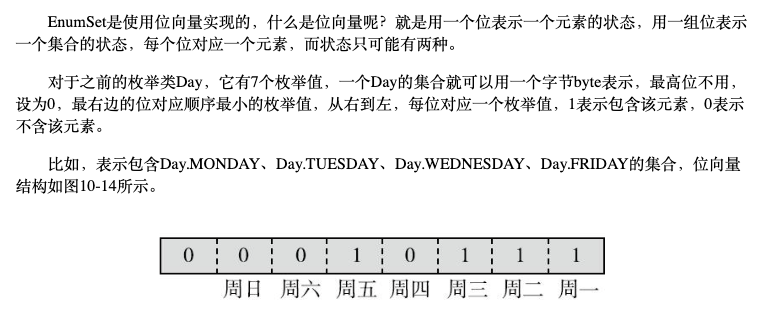 EnumSet是使用位向量实现的，什么是位向量呢？就是用一个位表示一个元素的状态，用一组位表示
一个集合的状态，每个位对应一个元素，而状态只可能有两种。
对于之前的枚举类Day，它有7个枚举值，一个Day的集合就可以用一个字节byte表示，最高位不用，
设为0，最右边的位对应顺序最小的枚举值，从右到左，每位对应一个枚举值，1表示包含该元素，0表示
不含该元素。
比如，表示包含Day.MONDAY、Day.TUESDAY、Day.WEDNESDAY、Day.FRIDAY的集合，位向量
结构如图10-14所示。
0 0 0 1 0 1 1 1
周日 周六 周五 周四 周三 周二 周一